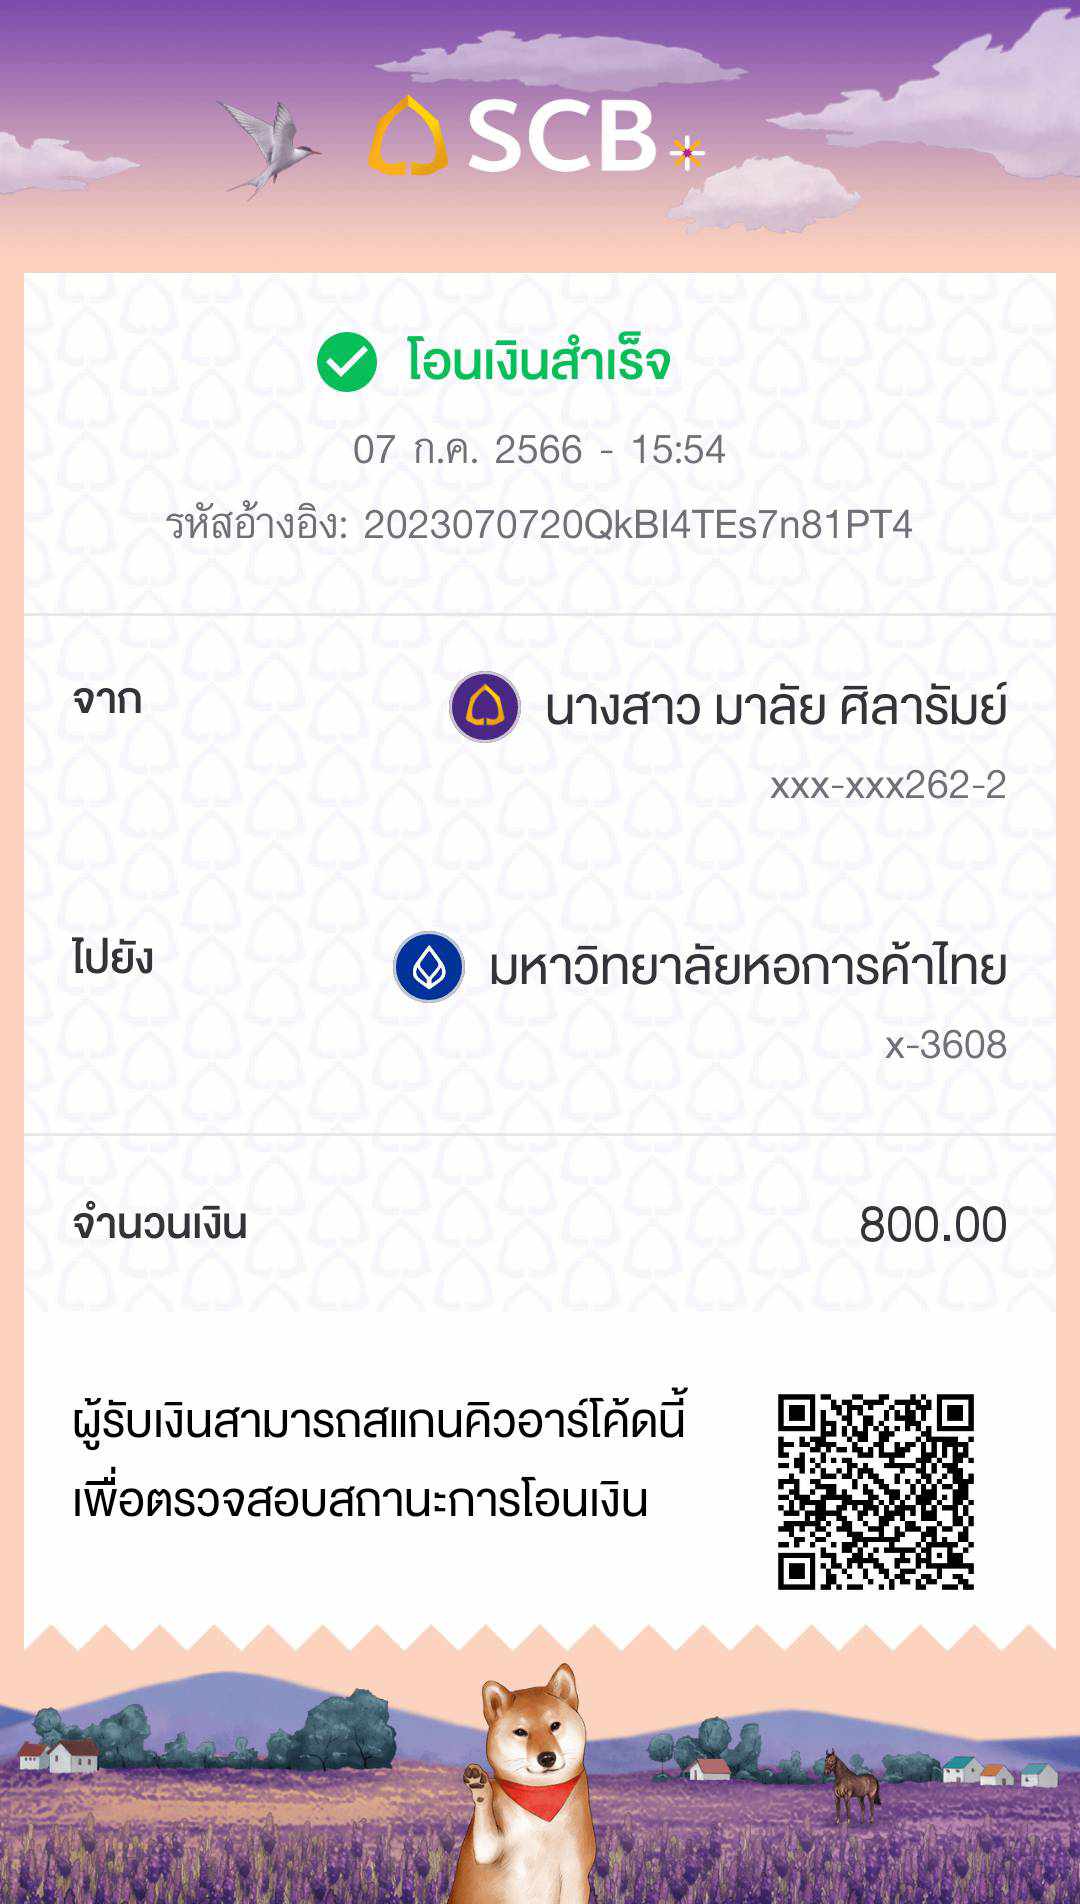 SCB
โอนเงินสำเร็จ
07 ก.ค. 2566 - 15:54
รหัสอ้างอิง: 2023070720QkBI4TEs7n81PT4
จาก
นางสาว มาลัย ศิลารัมย์
xxx-xxx262-2
ไปยัง
มหาวิทยาลัยหอการค้าไทย
x-3608
จำนวนเงิน
800.00
ผู้รับเงินสามารถสแกนคิวอาร์โค้ดนี้
เพื่อตรวจสอบสถานะการโอนเงิน